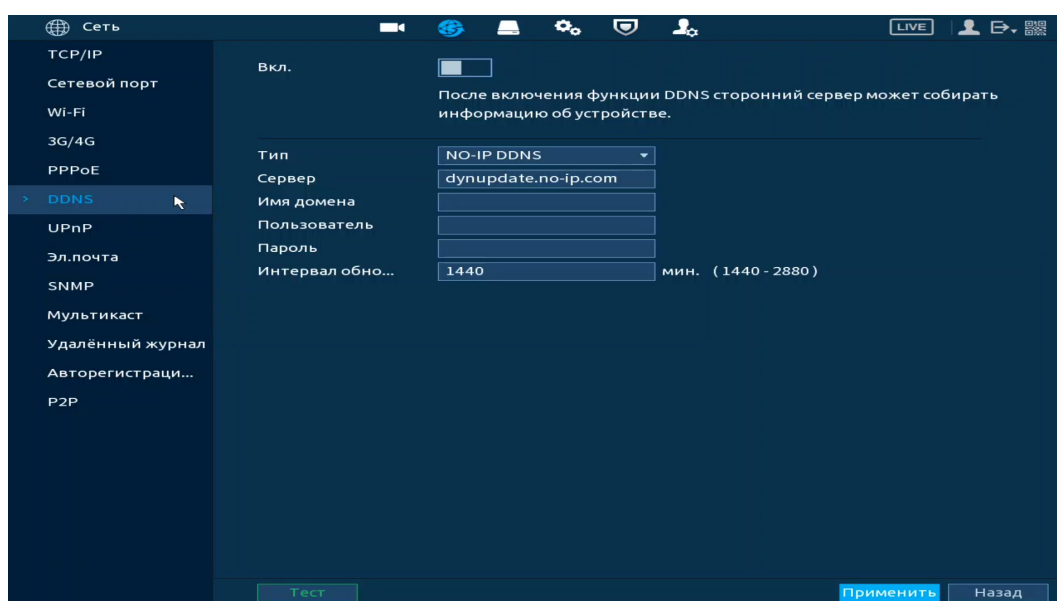 Сеть
LIVE
TCP/IP
Сетевой порт
Wi-Fi
3G/4G
PPPoE
DDNS
UPnP
Эл.почта
SNMP
Мультикаст
Удалённый журнал
Авторегистраци...
P2P
Вкл.
После включения функции DDNS сторонний сервер может собирать
информацию об устройстве.
Тип NO-IP DDNS
Сервер dynupdate.no-ip.com
Имя домена
Пользователь
Пароль
Интервал обно... 1440 мин. (1440 - 2880)
Тест Применить Назад